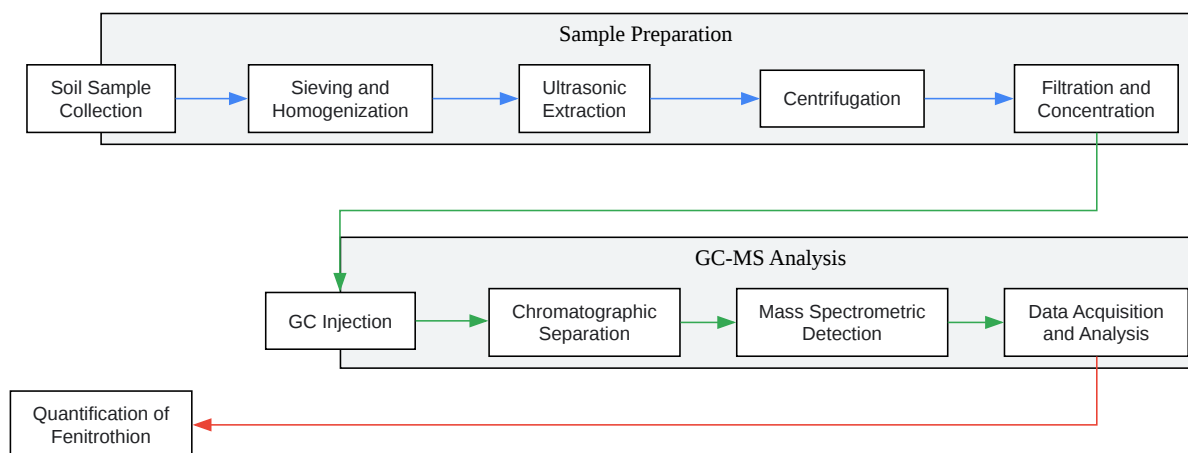 Sample Preparation
Soil Sample
Collection
Sieving and
Homogenization
Ultrasonic
Extraction
Centrifugation
Filtration and
Concentration
GC-MS Analysis
GC Injection
Chromatographic
Separation
Mass Spectrometric
Detection
Data Acquisition
and Analysis
Quantification of
Fenitrothion